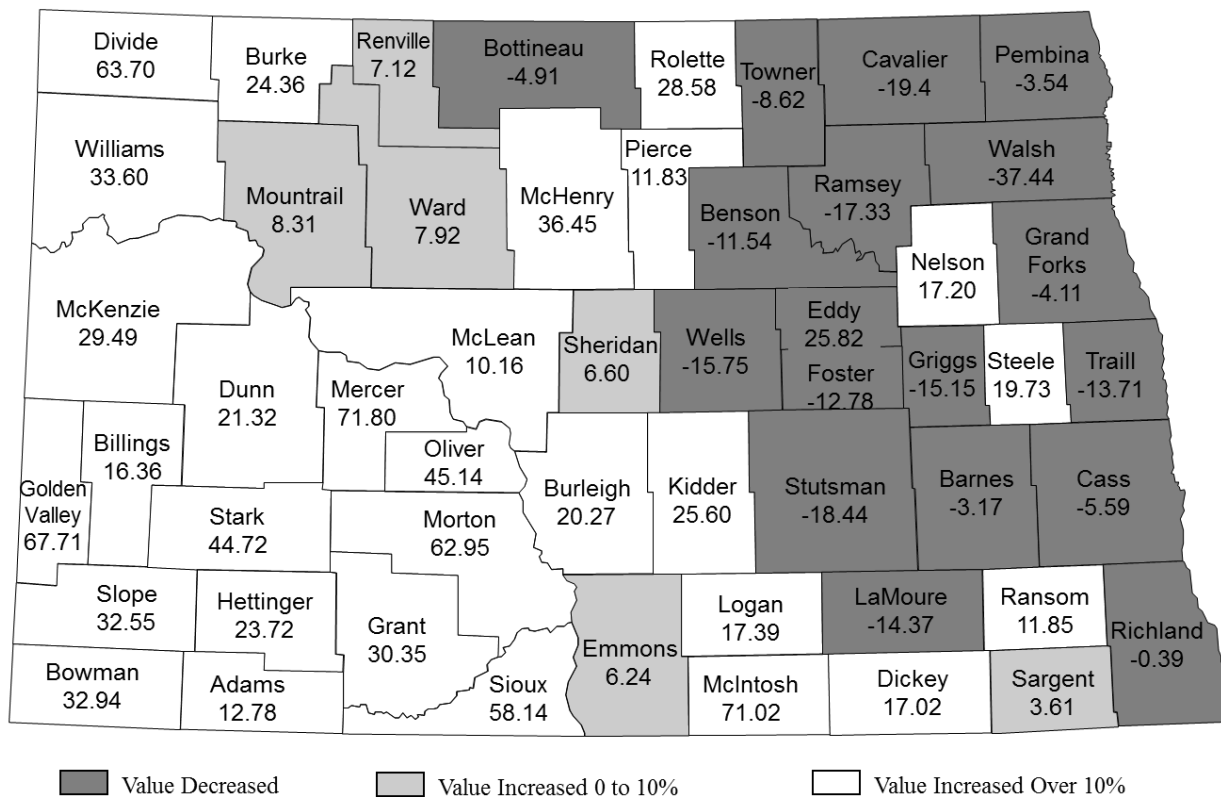 Divide
63.70
Burke
24.36
Renville
7.12
Bottineau
-4.91
Rolette
28.58
Towner
-8.62
Cavalier
-19.4
Pembina
-3.54
Williams
33.60
Mountrail
8.31
Ward
7.92
McHenry
36.45
Pierce
11.83
Benson
-11.54
Ramsey
-17.33
Walsh
-37.44
Nelson
17.20
Grand
Forks
-4.11
McKenzie
29.49
Dunn
21.32
McLean
10.16
Mercer
71.80
Oliver
45.14
Sheridan
6.60
Wells
-15.75
Eddy
25.82
Foster
-12.78
Griggs
-15.15
Steele
19.73
Traill
-13.71
Golden
Valley
67.71
Billings
16.36
Stark
44.72
Morton
62.95
Burleigh
20.27
Kidder
25.60
Stutsman
-18.44
Barnes
-3.17
Cass
-5.59
Slope
32.55
Hettinger
23.72
Grant
30.35
Emmons
6.24
Logan
17.39
LaMoure
-14.37
Ransom
11.85
Richland
-0.39
Bowman
32.94
Adams
12.78
Sioux
58.14
McIntosh
71.02
Dickey
17.02
Sargent
3.61
Value Decreased
Value Increased 0 to 10%
Value Increased Over 10%